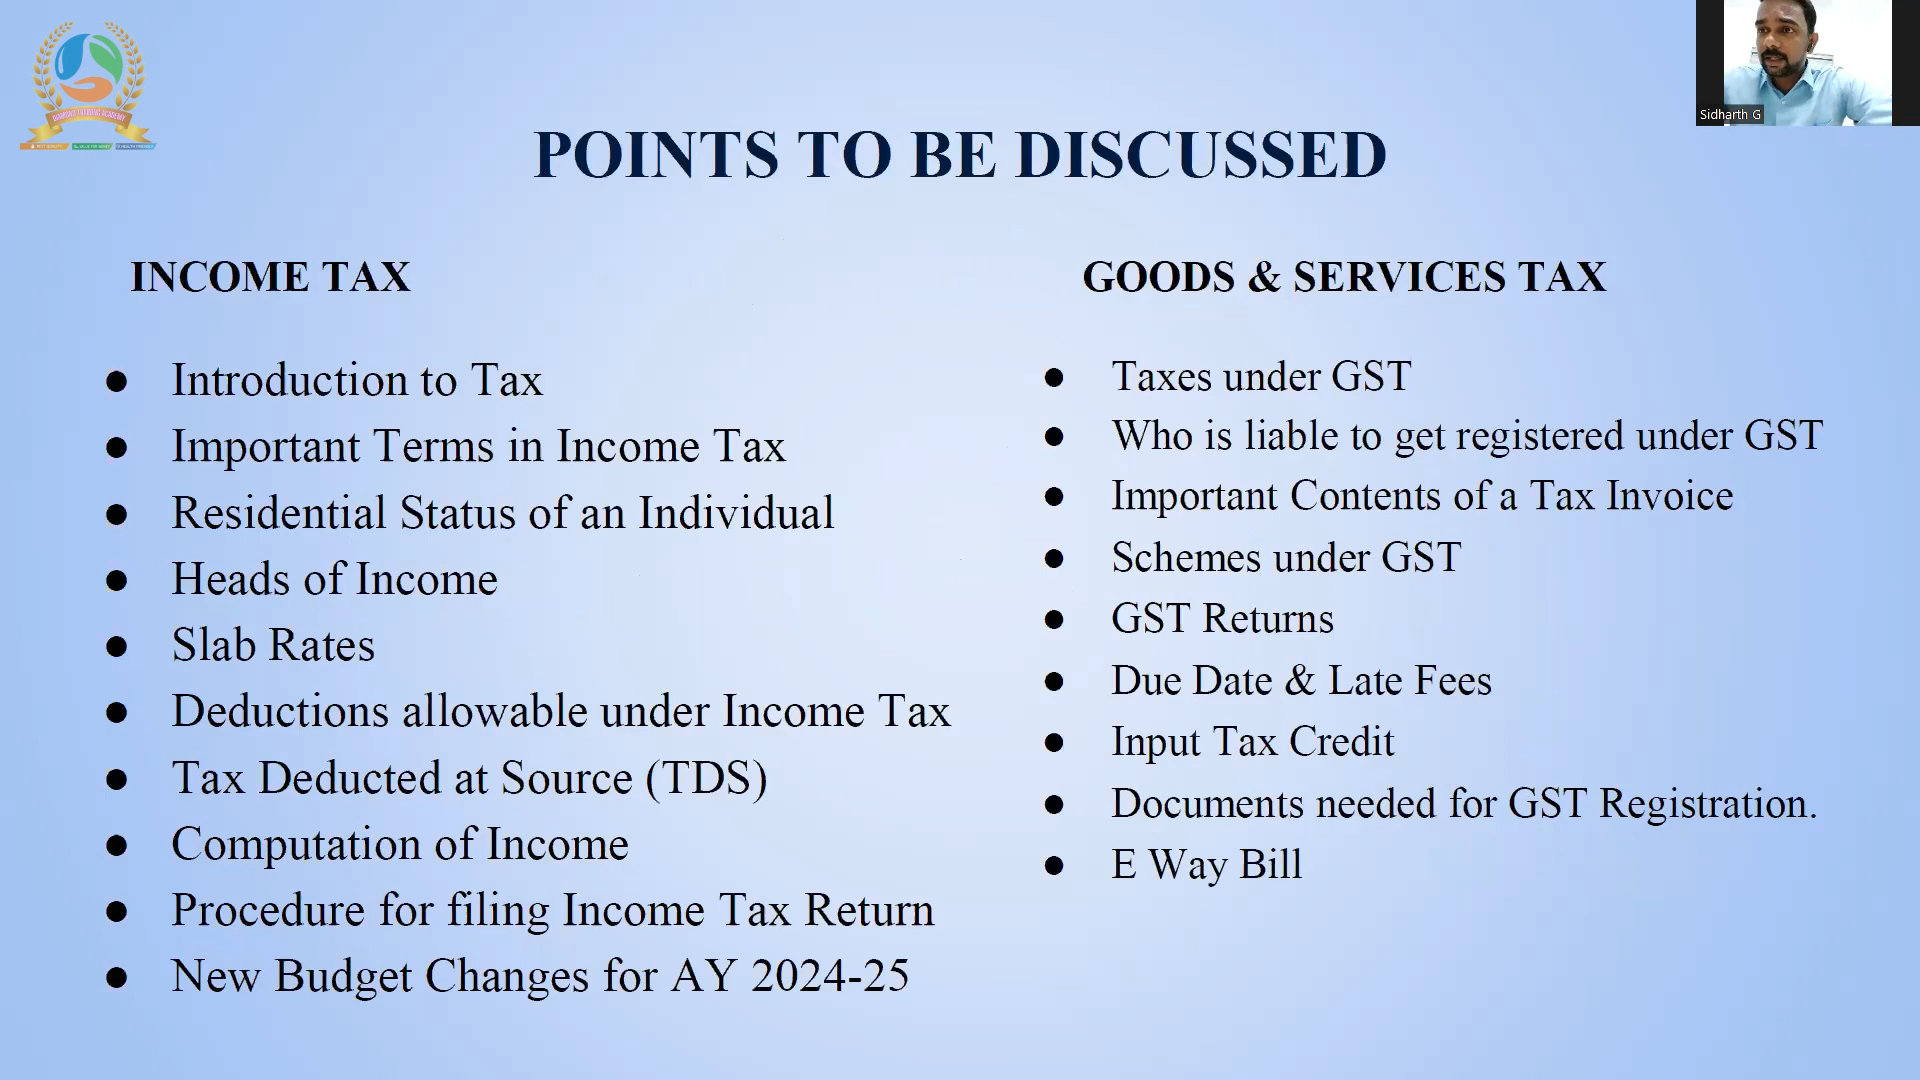 DIAMOND TRADING ACADEMY
Sidharth G
POINTS TO BE DISCUSSED
INCOME TAX
● Introduction to Tax
● Important Terms in Income Tax
● Residential Status of an Individual
● Heads of Income
● Slab Rates
● Deductions allowable under Income Tax
● Tax Deducted at Source (TDS)
● Computation of Income
● Procedure for filing Income Tax Return
● New Budget Changes for AY 2024-25
GOODS & SERVICES TAX
● Taxes under GST
● Who is liable to get registered under GST
● Important Contents of a Tax Invoice
● Schemes under GST
● GST Returns
● Due Date & Late Fees
● Input Tax Credit
● Documents needed for GST Registration.
● E Way Bill